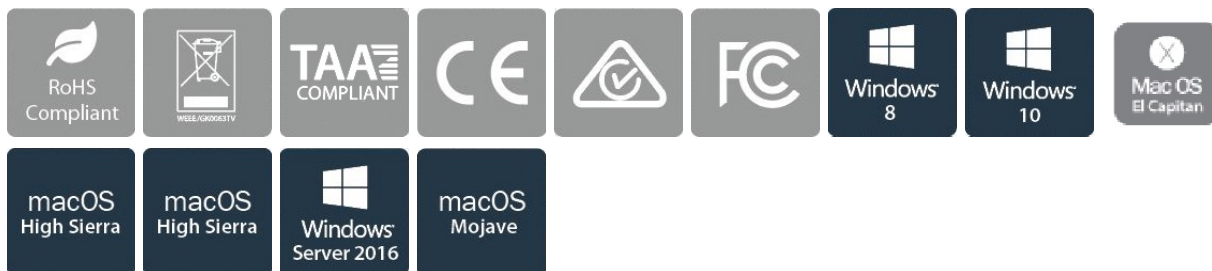 RoHS
Compliant
WEEE/GK0063TV
TAA
COMPLIANT
CE
FC
Windows
8
Windows
10
X
Mac OS
El Capitan
macOS
High Sierra
macOS
High Sierra
Windows
Server 2016
macOS
Mojave